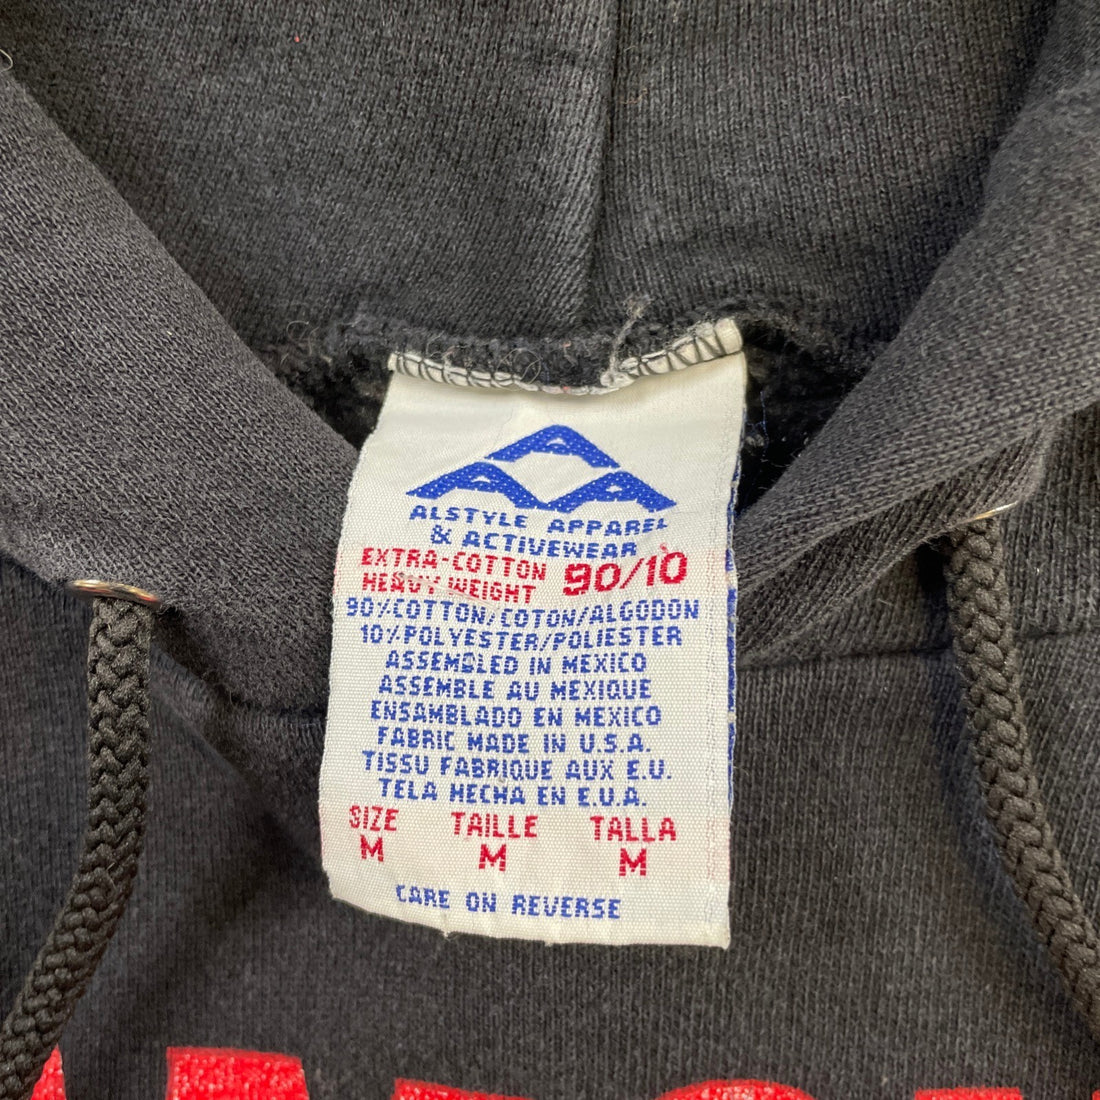 A
A A
ALSTYLE APPAREL
& ACTIVEWEAR
EXTRA-COTTON 90/10
HEAVY WEIGHT
90%COTTON/COTON/ALGODON
10%POLYESTER/POLIESTER
ASSEMBLED IN MEXICO
ASSEMBLE AU MEXIQUE
ENSAMBLADO EN MEXICO
FABRIC MADE IN U.S.A.
TISSU FABRIQUE AUX E.U.
TELA HECHA EN E.U.A.
SIZE TAILLE TALLA
M M M
CARE ON REVERSE